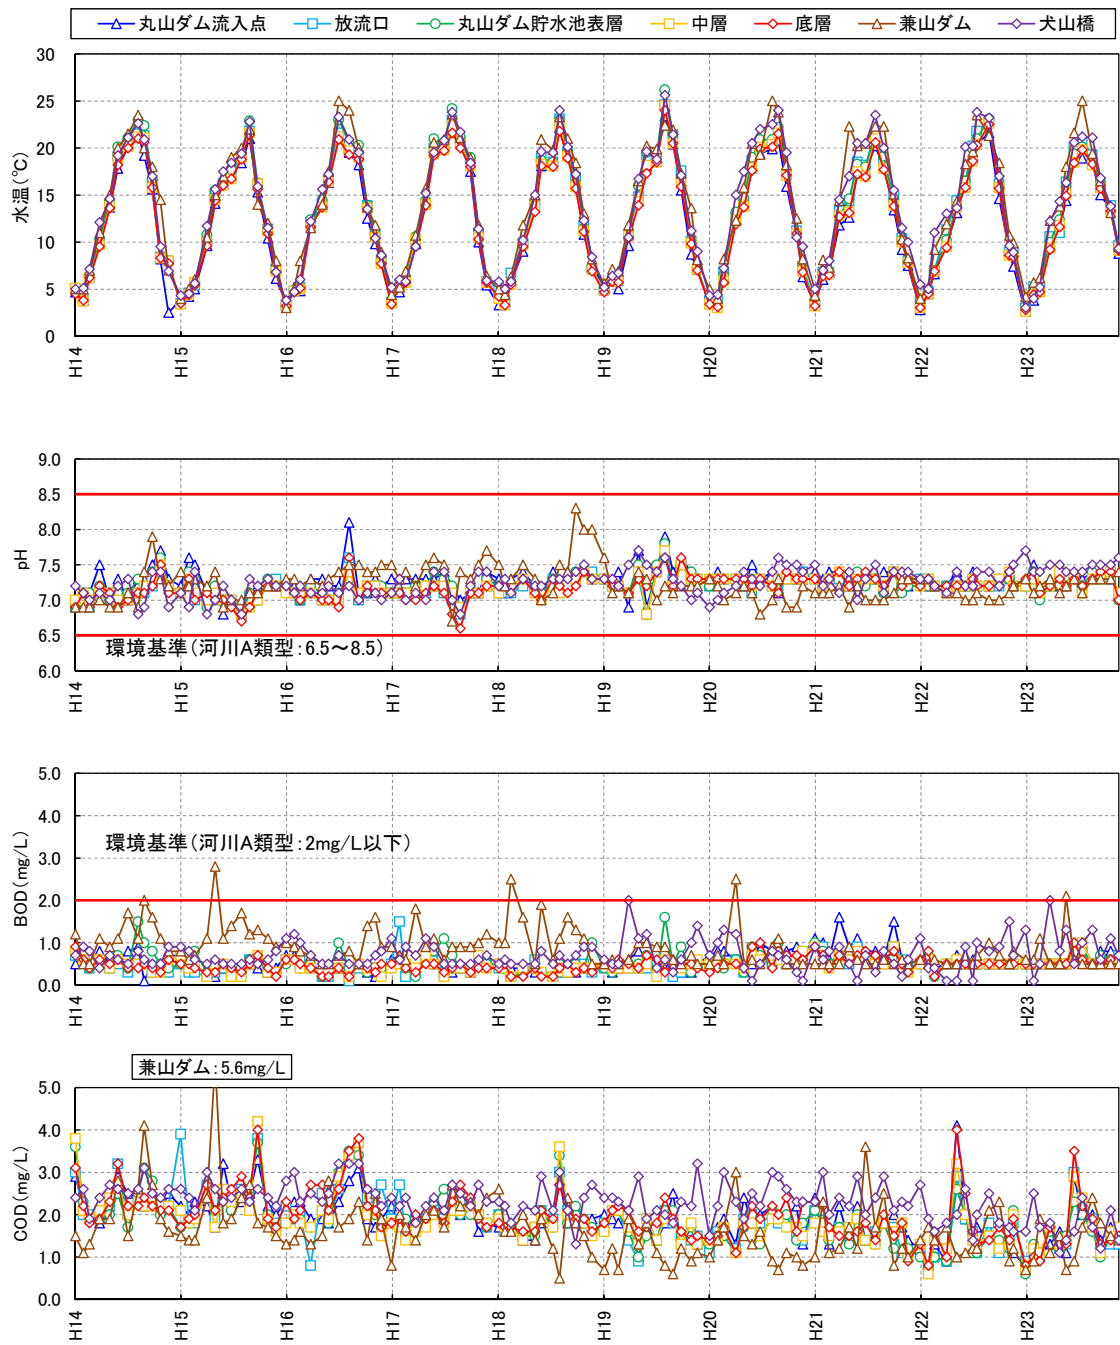 丸山ダム流入点 放流口 丸山ダム貯水池表層 中層 底層 兼山ダム 犬山橋
水温(℃)
30
25
20
15
10
5
0
H14 H15 H16 H17 H18 H19 H20 H21 H22 H23
pH
9.0
8.5
8.0
7.5
7.0
6.5
6.0
環境基準(河川A類型:6.5～8.5)
H14 H15 H16 H17 H18 H19 H20 H21 H22 H23
BOD(mg/L)
5.0
4.0
3.0
2.0
1.0
0.0
環境基準(河川A類型:2mg/L以下)
H14 H15 H16 H17 H18 H19 H20 H21 H22 H23
兼山ダム:5.6mg/L
COD(mg/L)
5.0
4.0
3.0
2.0
1.0
0.0
H14 H15 H16 H17 H18 H19 H20 H21 H22 H23